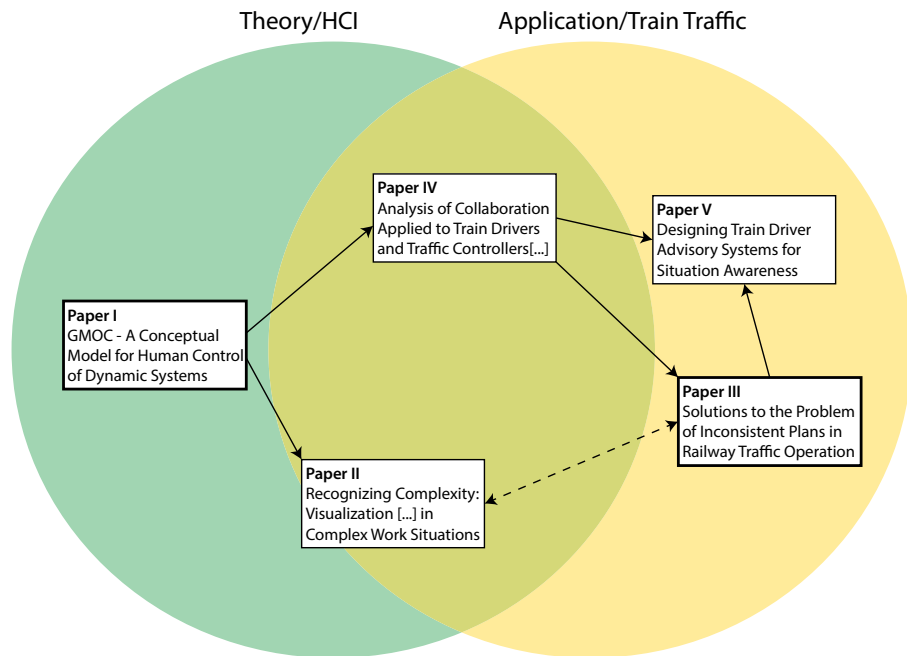 Theory/HCI
Application/Train Traffic
Paper IV
Analysis of Collaboration
Applied to Train Drivers
and Traffic Controllers[...]
Paper V
Designing Train Driver
Advisory Systems for
Situation Awareness
Paper I
GMOC - A Conceptual
Model for Human Control
of Dynamic Systems
Paper III
Solutions to the Problem
of Inconsistent Plans in
Railway Traffic Operation
Paper II
Recognizing Complexity:
Visualization [...] in
Complex Work Situations